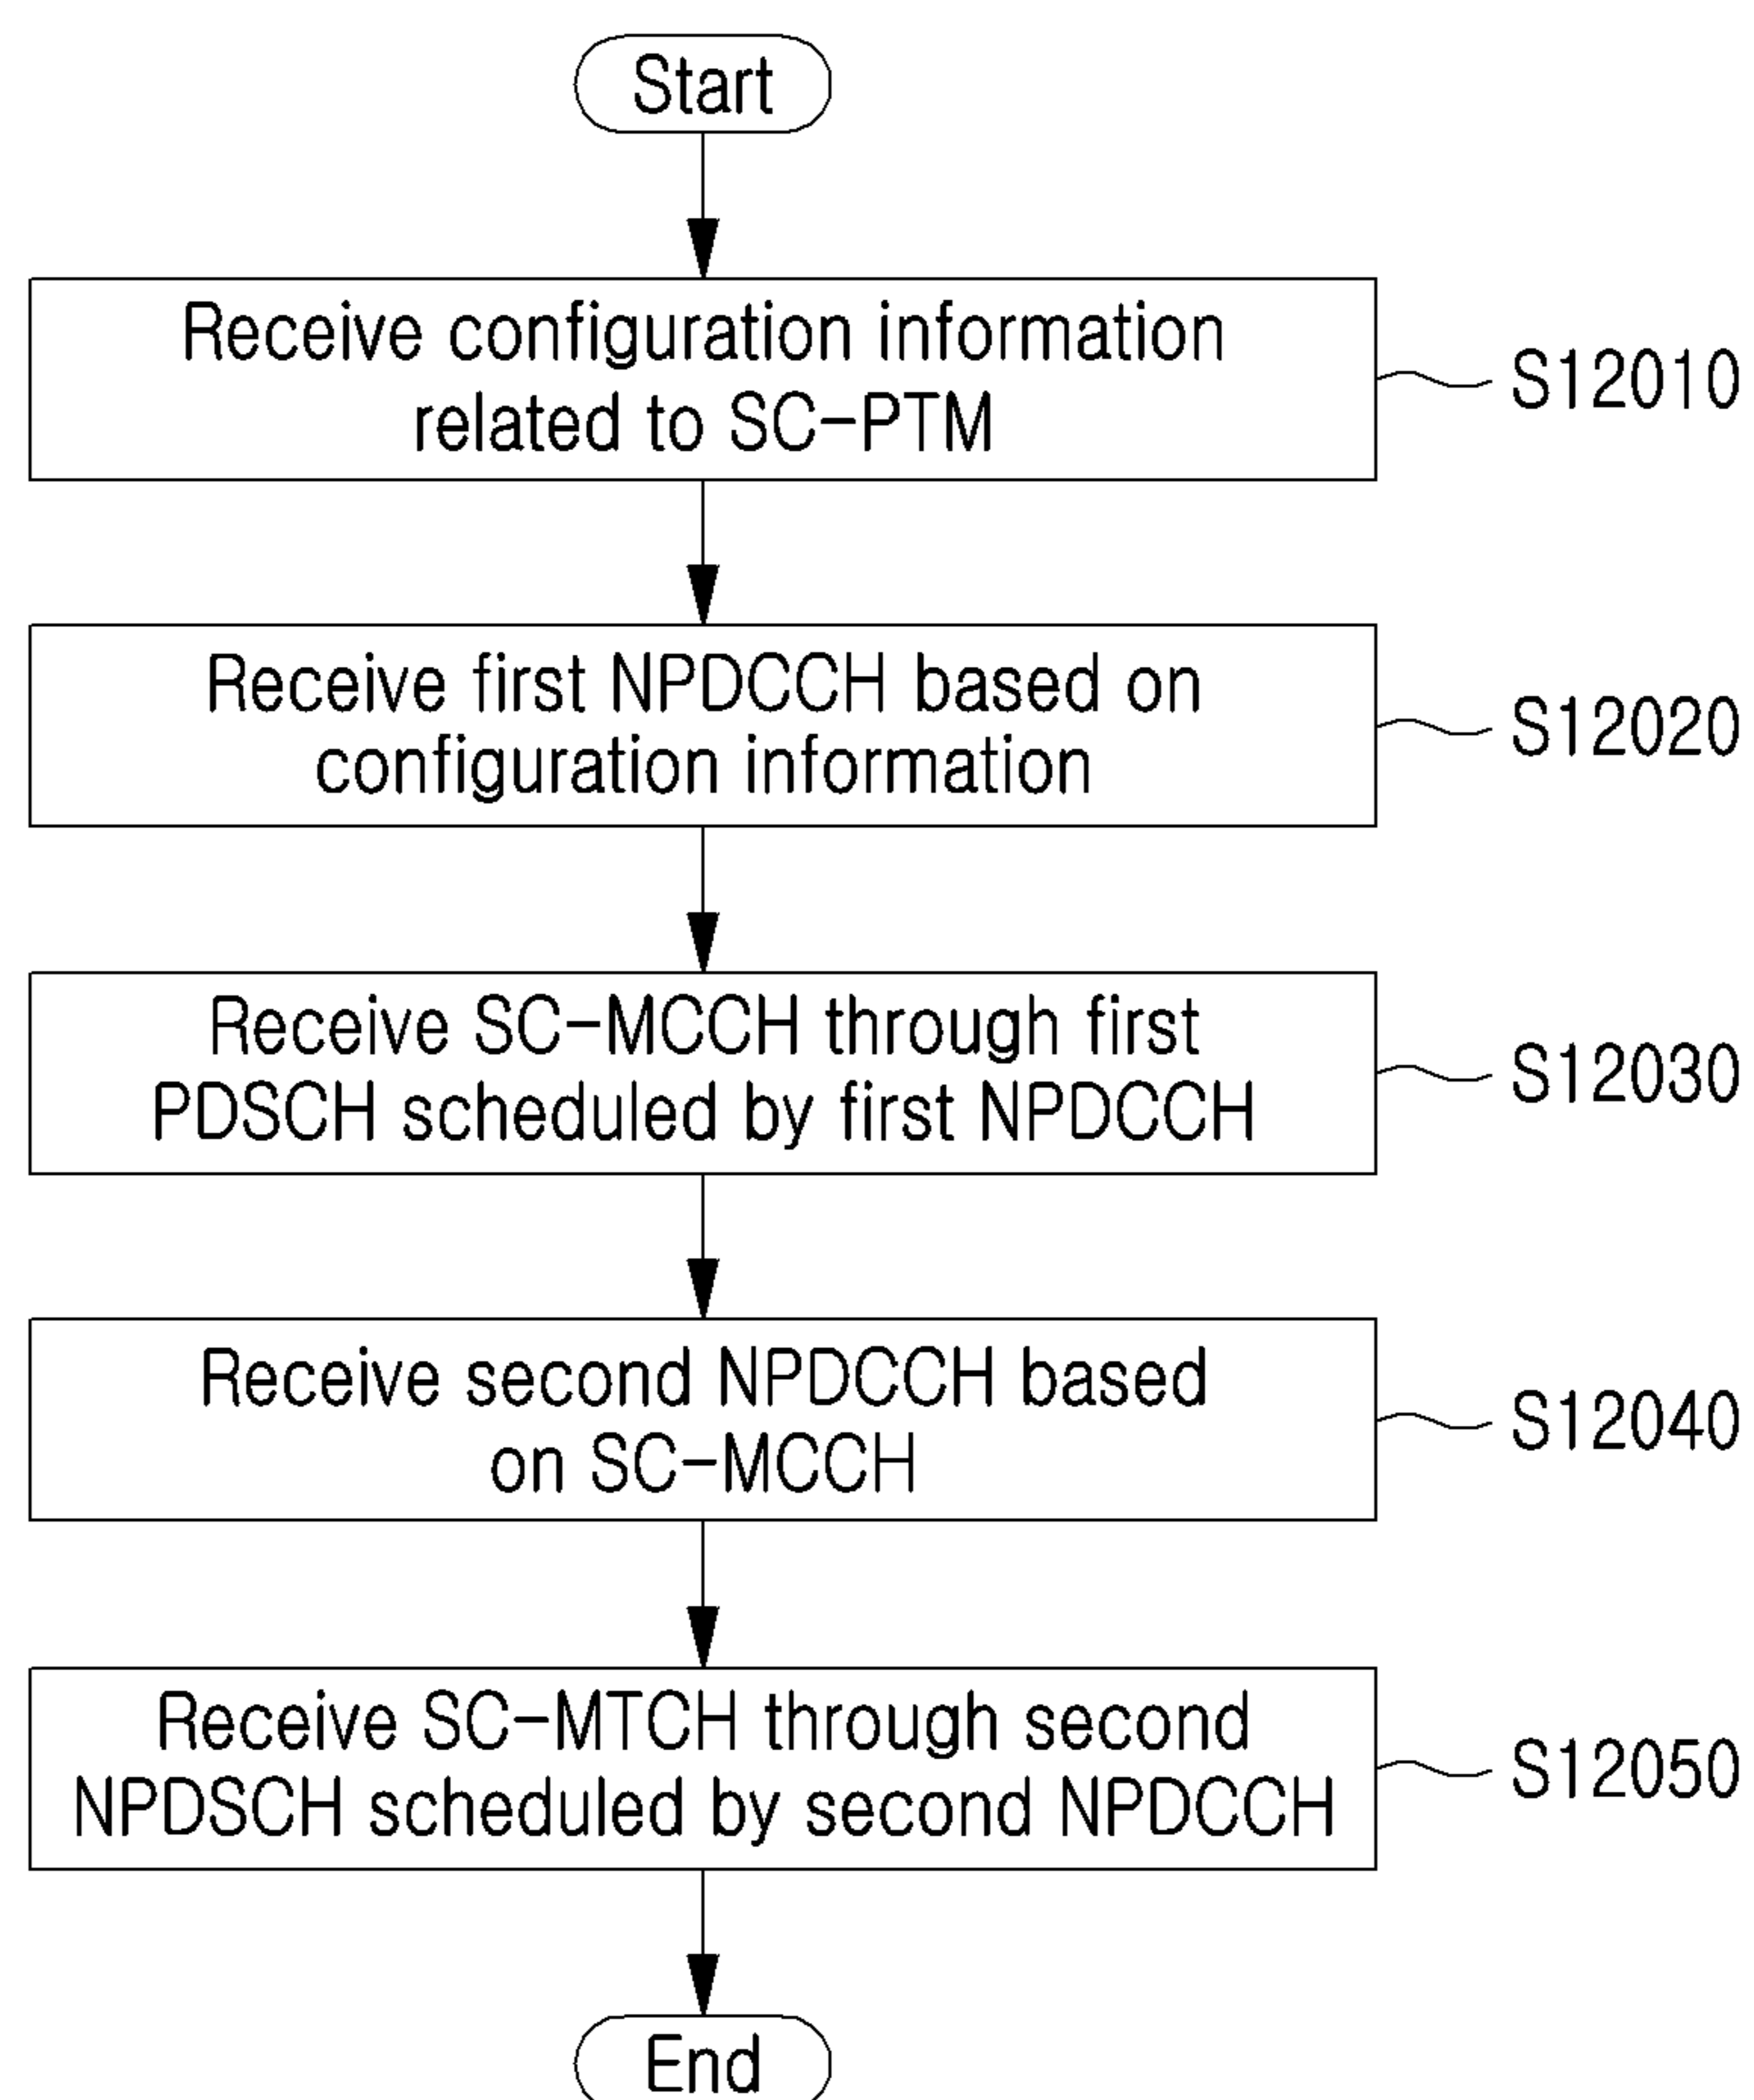 Start
Receive configuration information
related to SC-PTM
S12010
Receive first NPDCCH based on
configuration information
S12020
Receive SC-MCCH through first
PDSCH scheduled by first NPDCCH
S12030
Receive second NPDCCH based
on SC-MCCH
S12040
Receive SC-MTCH through second
NPDSCH scheduled by second NPDCCH
S12050
End